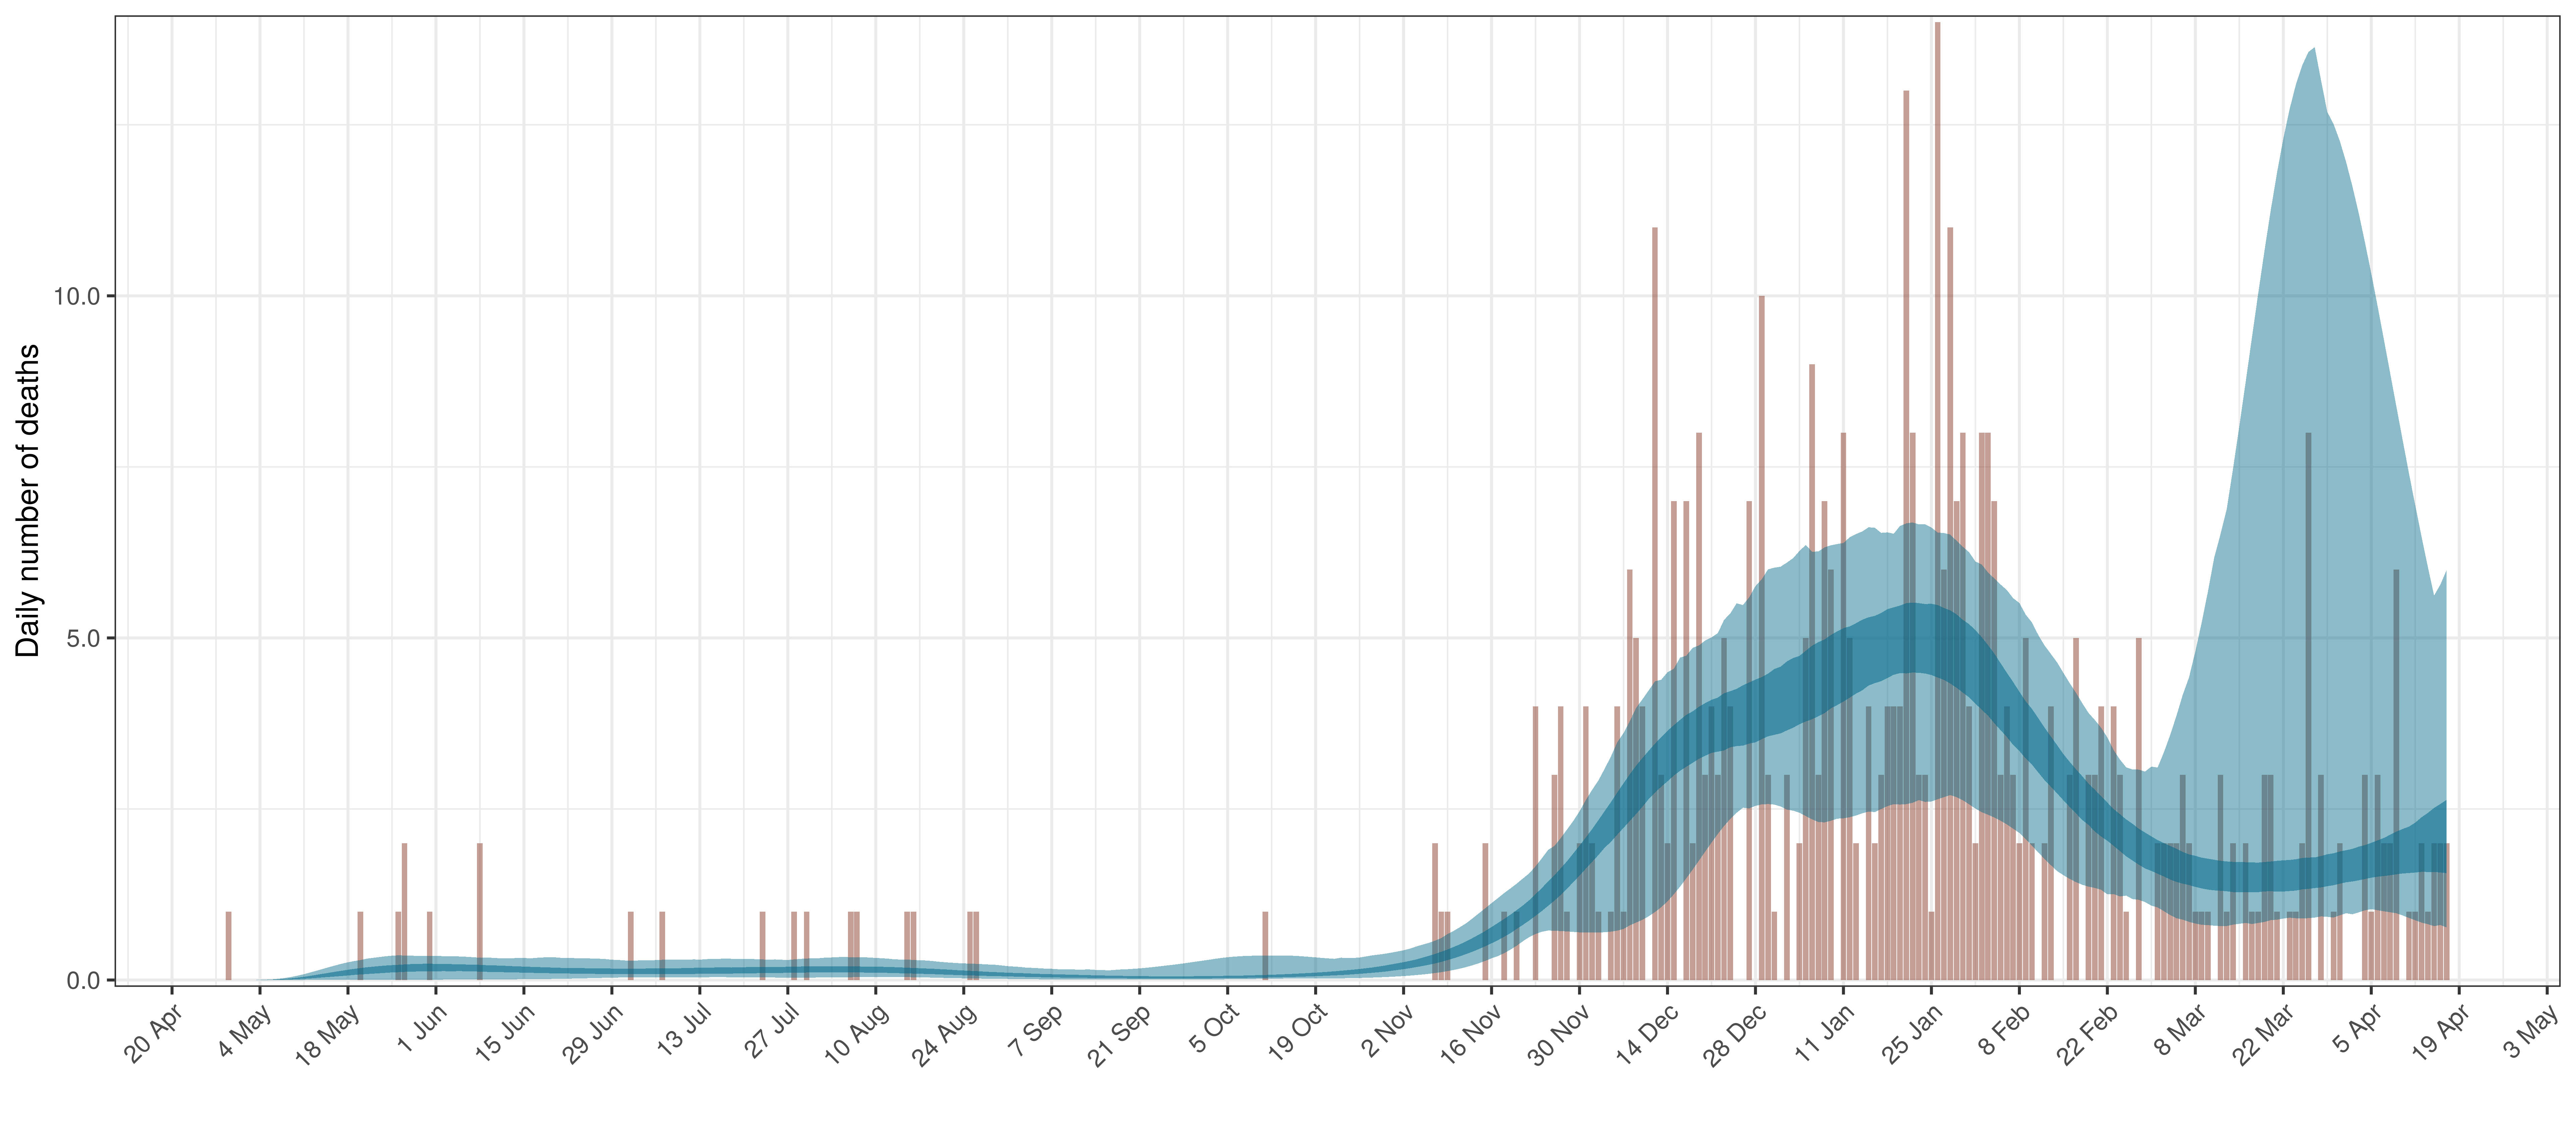 Daily number of deaths
10.0
5.0
0.0
20 Apr
4 May
18 May
1 Jun
15 Jun
29 Jun
13 Jul
27 Jul
10 Aug
24 Aug
7 Sep
21 Sep
5 Oct
19 Oct
2 Nov
16 Nov
30 Nov
14 Dec
28 Dec
11 Jan
25 Jan
8 Feb
22 Feb
8 Mar
22 Mar
5 Apr
19 Apr
3 May